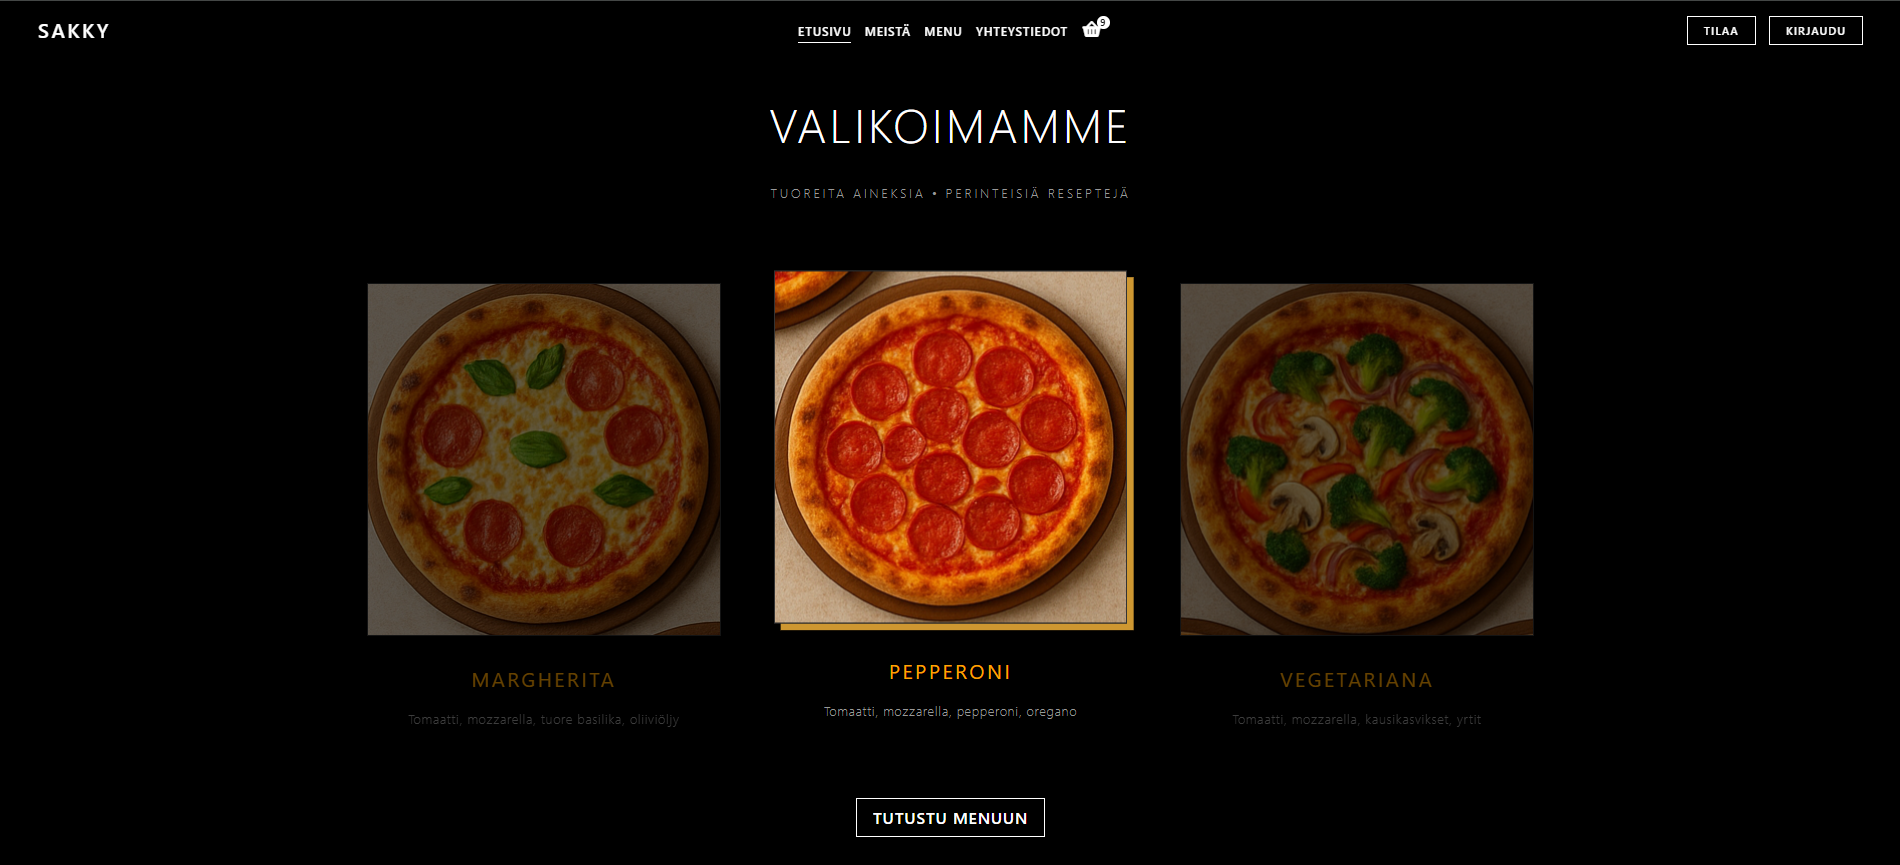 SAKKY
ETUSIVU MEISTÄ MENU YHTEYSTIEDOT 9
TILAA KIRJAUDU
VALIKOIMAMME
TUOREITA AINEKSIA • PERINTEISIÄ RESEPTEJÄ
MARGHERITA
Tomaatti, mozzarella, tuore basilika, oliiviöljy
PEPPERONI
Tomaatti, mozzarella, pepperoni, oregano
VEGETARIANA
Tomaatti, mozzarella, kausikasvikset, yrtit
TUTUSTU MENUUN